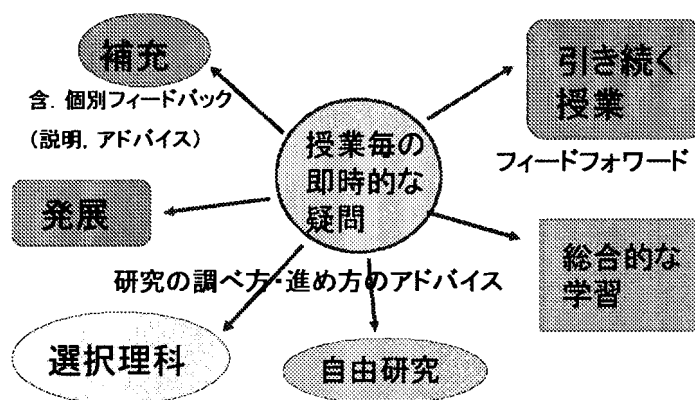 補充
含．個別フィードバック
（説明，アドバイス）
発展
授業毎の
即時的な
疑問
引き続く
授業
フィードフォワード
総合的な
学習
研究の調べ方・進め方のアドバイス
選択理科
自由研究